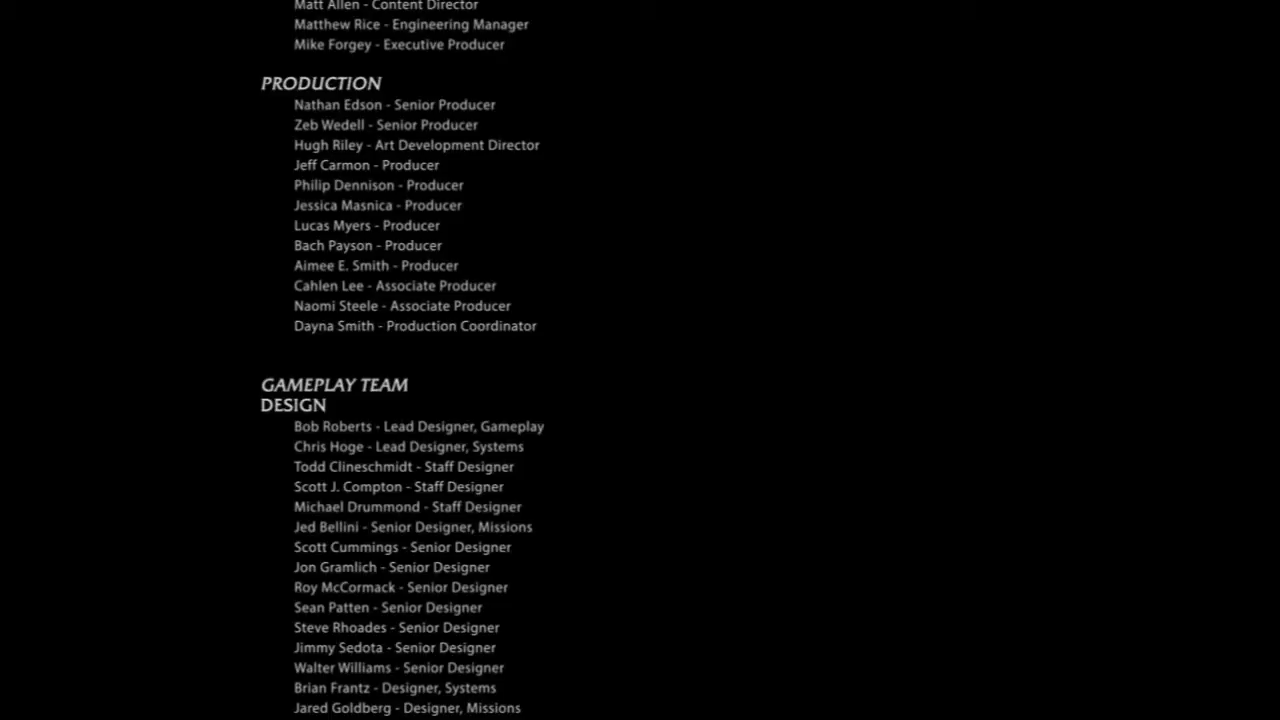 Matt Allen - Content Director
Matthew Rice - Engineering Manager
Mike Forgey - Executive Producer
PRODUCTION
Nathan Edson - Senior Producer
Zeb Wedell - Senior Producer
Hugh Riley - Art Development Director
Jeff Carmon - Producer
Philip Dennison - Producer
Jessica Masnica - Producer
Lucas Myers - Producer
Bach Payson - Producer
Aimee E. Smith - Producer
Cahlen Lee - Associate Producer
Naomi Steele - Associate Producer
Dayna Smith - Production Coordinator
GAMEPLAY TEAM
DESIGN
Bob Roberts - Lead Designer, Gameplay
Chris Hoge - Lead Designer, Systems
Todd Clineschmidt - Staff Designer
Scott J. Compton - Staff Designer
Michael Drummond - Staff Designer
Jed Bellini - Senior Designer, Missions
Scott Cummings - Senior Designer
Jon Gramlich - Senior Designer
Roy McCormack - Senior Designer
Sean Patten - Senior Designer
Steve Rhoades - Senior Designer
Jimmy Sedota - Senior Designer
Walter Williams - Senior Designer
Brian Frantz - Designer, Systems
Jared Goldberg - Designer, Missions